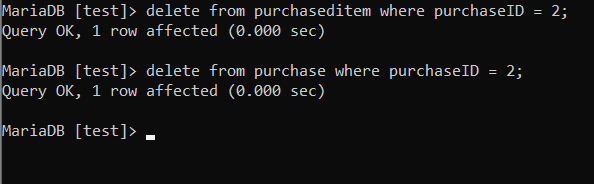 MariaDB [test]> delete from purchaseditem where purchaseID = 2;
Query OK, 1 row affected (0.000 sec)
MariaDB [test]> delete from purchase where purchaseID = 2;
Query OK, 1 row affected (0.000 sec)
MariaDB [test]>